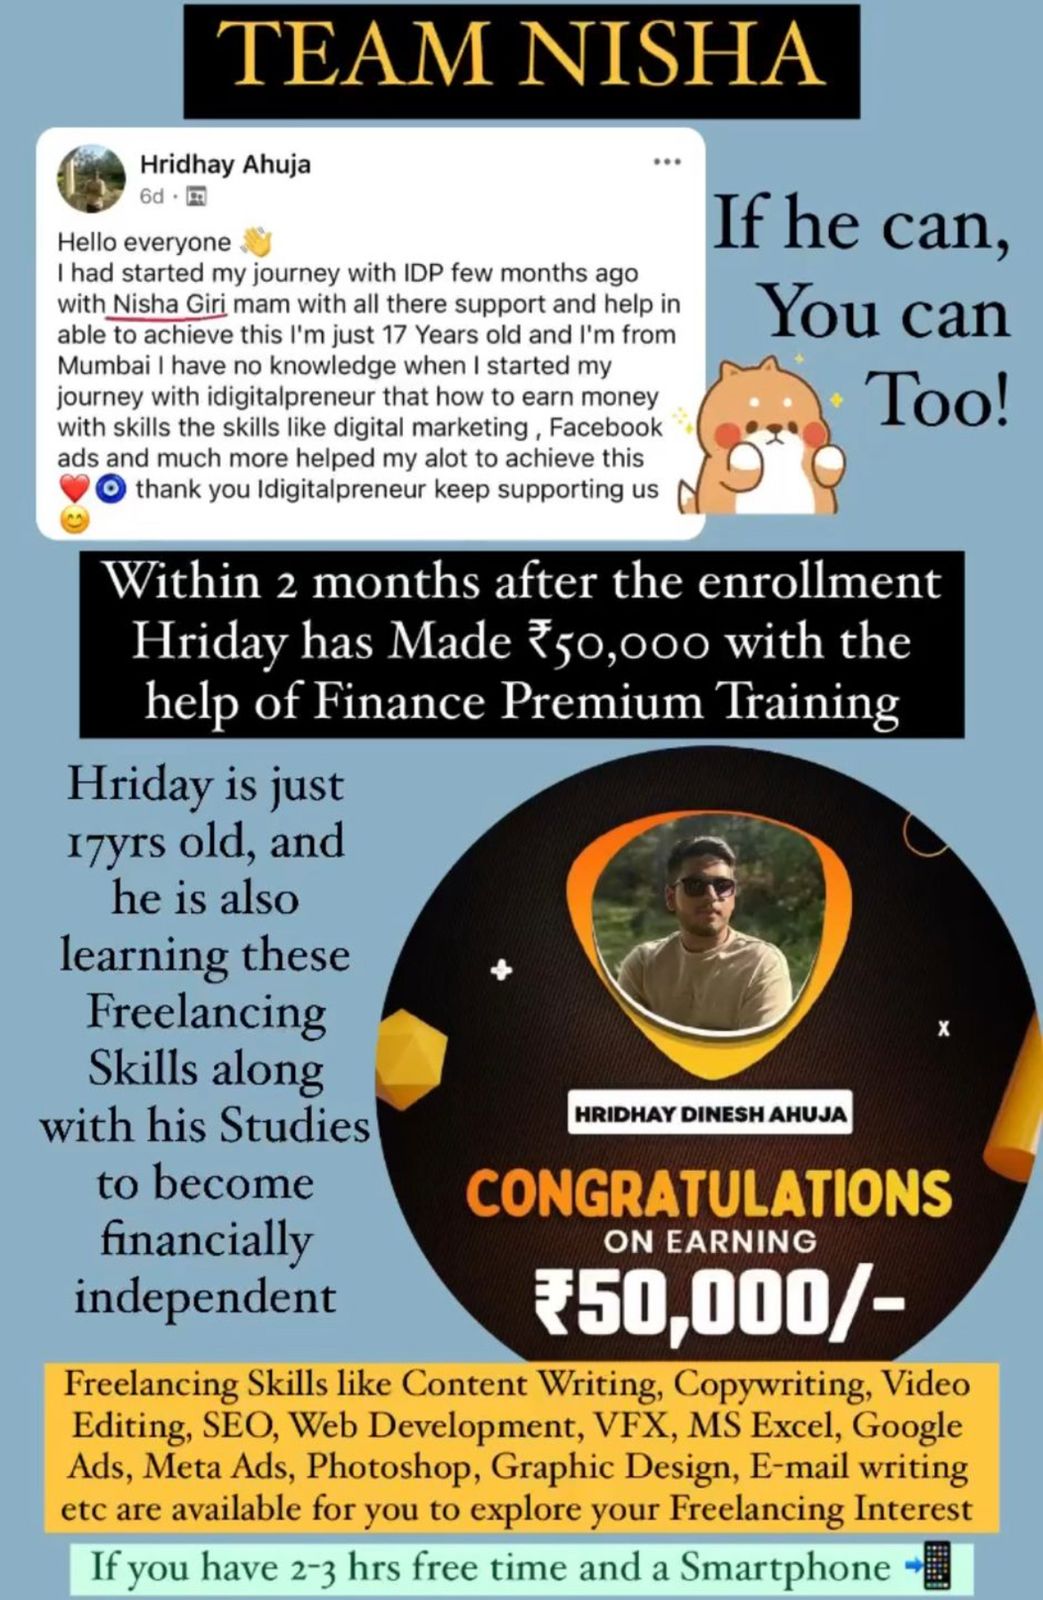 TEAM NISHA
Hridhay Ahuja
6d ·
Hello everyone 👋
I had started my journey with IDP few months ago
with Nisha Giri mam with all there support and help in
able to achieve this I'm just 17 Years old and I'm from
Mumbai I have no knowledge when I started my
journey with idigitalpreneur that how to earn money
with skills the skills like digital marketing , Facebook
ads and much more helped my alot to achieve this
❤️🧿 thank you Idigitalpreneur keep supporting us
😊
If he can,
You can
Too!
Within 2 months after the enrollment
Hriday has Made ₹50,000 with the
help of Finance Premium Training
Hriday is just
17yrs old, and
he is also
learning these
Freelancing
Skills along
with his Studies
to become
financially
independent
HRIDHAY DINESH AHUJA
CONGRATULATIONS
ON EARNING
₹50,000/-
Freelancing Skills like Content Writing, Copywriting, Video
Editing, SEO, Web Development, VFX, MS Excel, Google
Ads, Meta Ads, Photoshop, Graphic Design, E-mail writing
etc are available for you to explore your Freelancing Interest
If you have 2-3 hrs free time and a Smartphone 📲